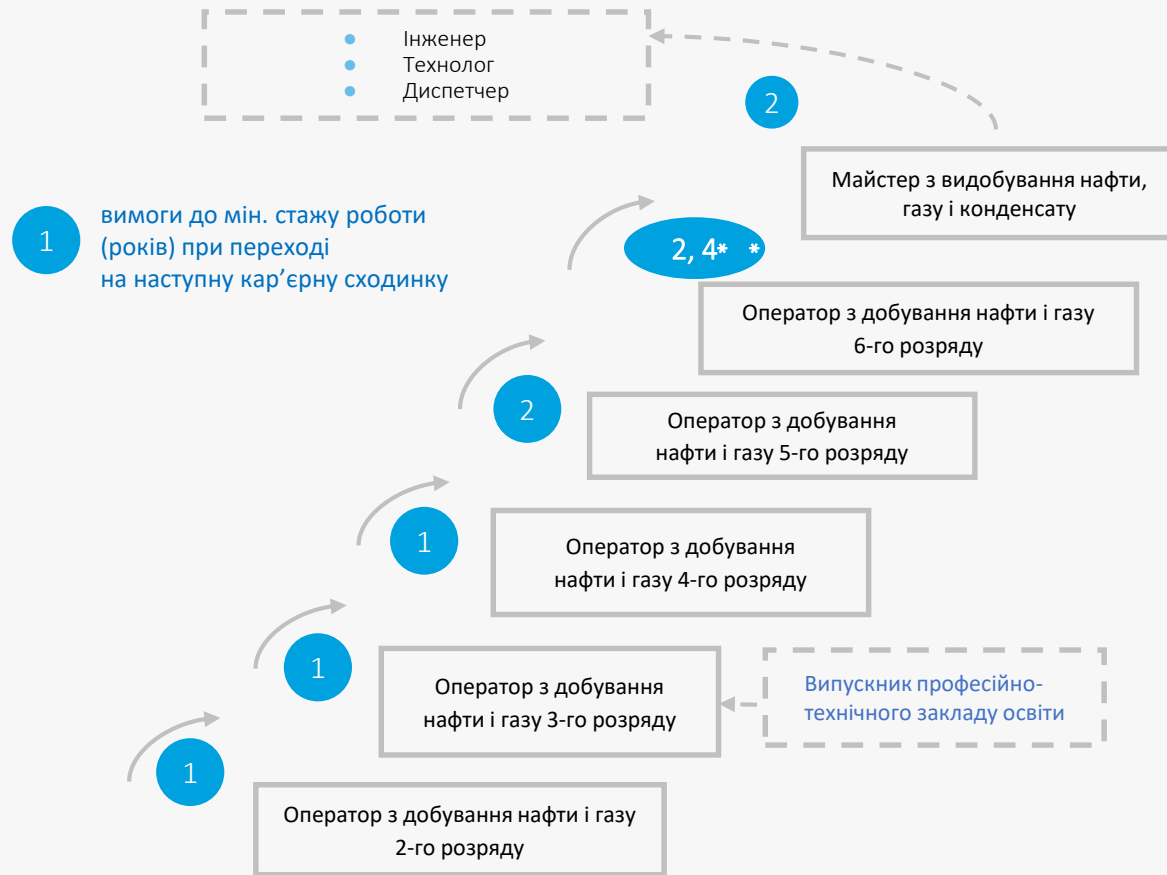 Інженер
Технолог
Диспетчер
2
Майстер з видобування нафти,
газу і конденсату
1
вимоги до мін. стажу роботи
(років) при переході
на наступну кар’єрну сходинку
2, 4* *
Оператор з добування нафти і газу
6-го розряду
2
Оператор з добування
нафти і газу 5-го розряду
1
Оператор з добування
нафти і газу 4-го розряду
1
Оператор з добування
нафти і газу 3-го розряду
Випускник професійно-
технічного закладу освіти
1
Оператор з добування нафти і газу
2-го розряду